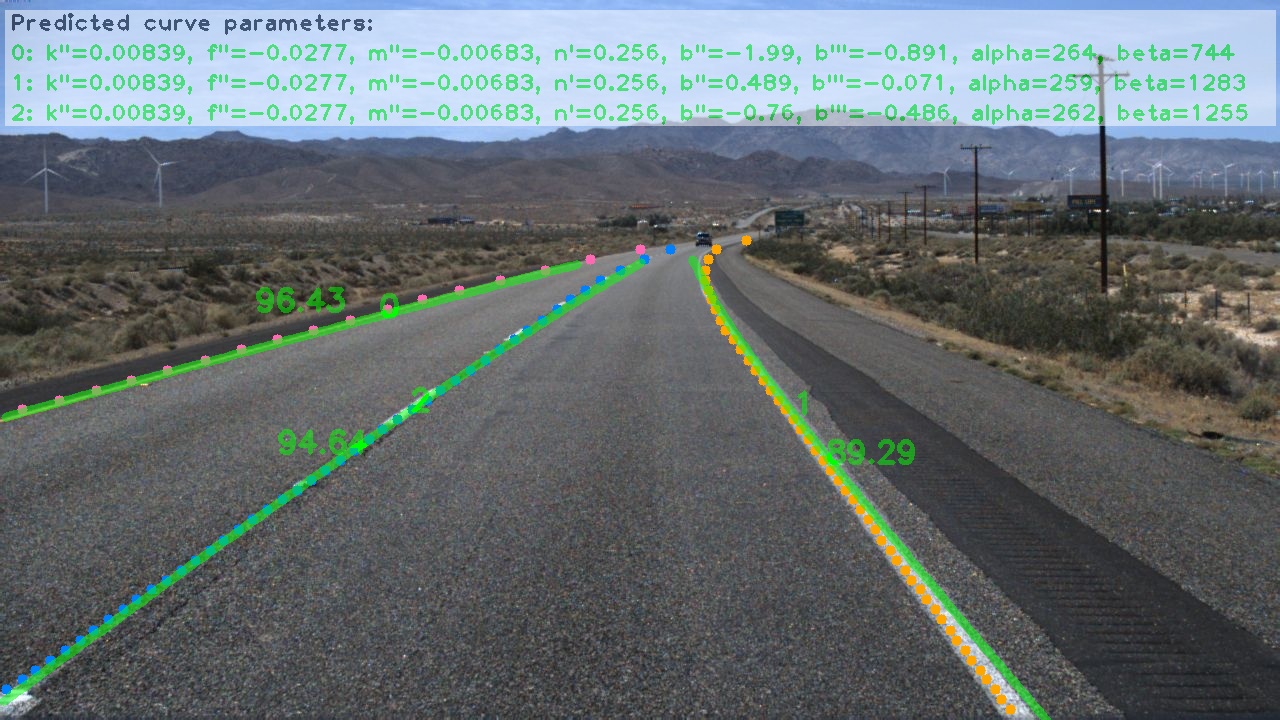 Predicted curve parameters:
0: k''=0.00839, f''=-0.0277, m''=-0.00683, n'=0.256, b''=-1.99, b'''=-0.891, alpha=264, beta=744
1: k''=0.00839, f''=-0.0277, m''=-0.00683, n'=0.256, b''=0.489, b'''=-0.071, alpha=259, beta=1283
2: k''=0.00839, f''=-0.0277, m''=-0.00683, n'=0.256, b''=-0.76, b'''=-0.486, alpha=262, beta=1255
96.43 0
2
1
94.64
89.29